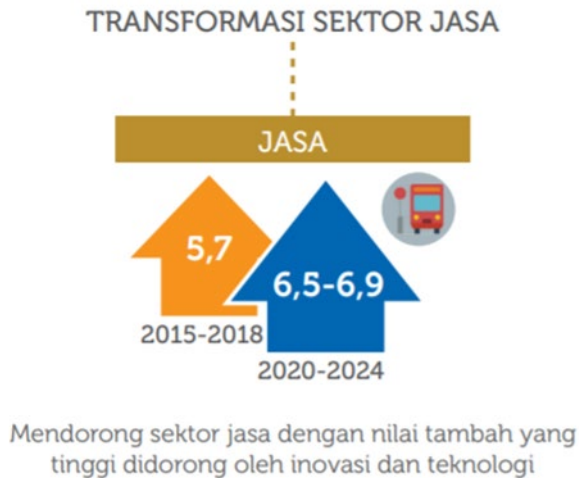 TRANSFORMASI SEKTOR JASA
JASA
5,7
6,5-6,9
2015-2018
2020-2024
Mendorong sektor jasa dengan nilai tambah yang
tinggi didorong oleh inovasi dan teknologi